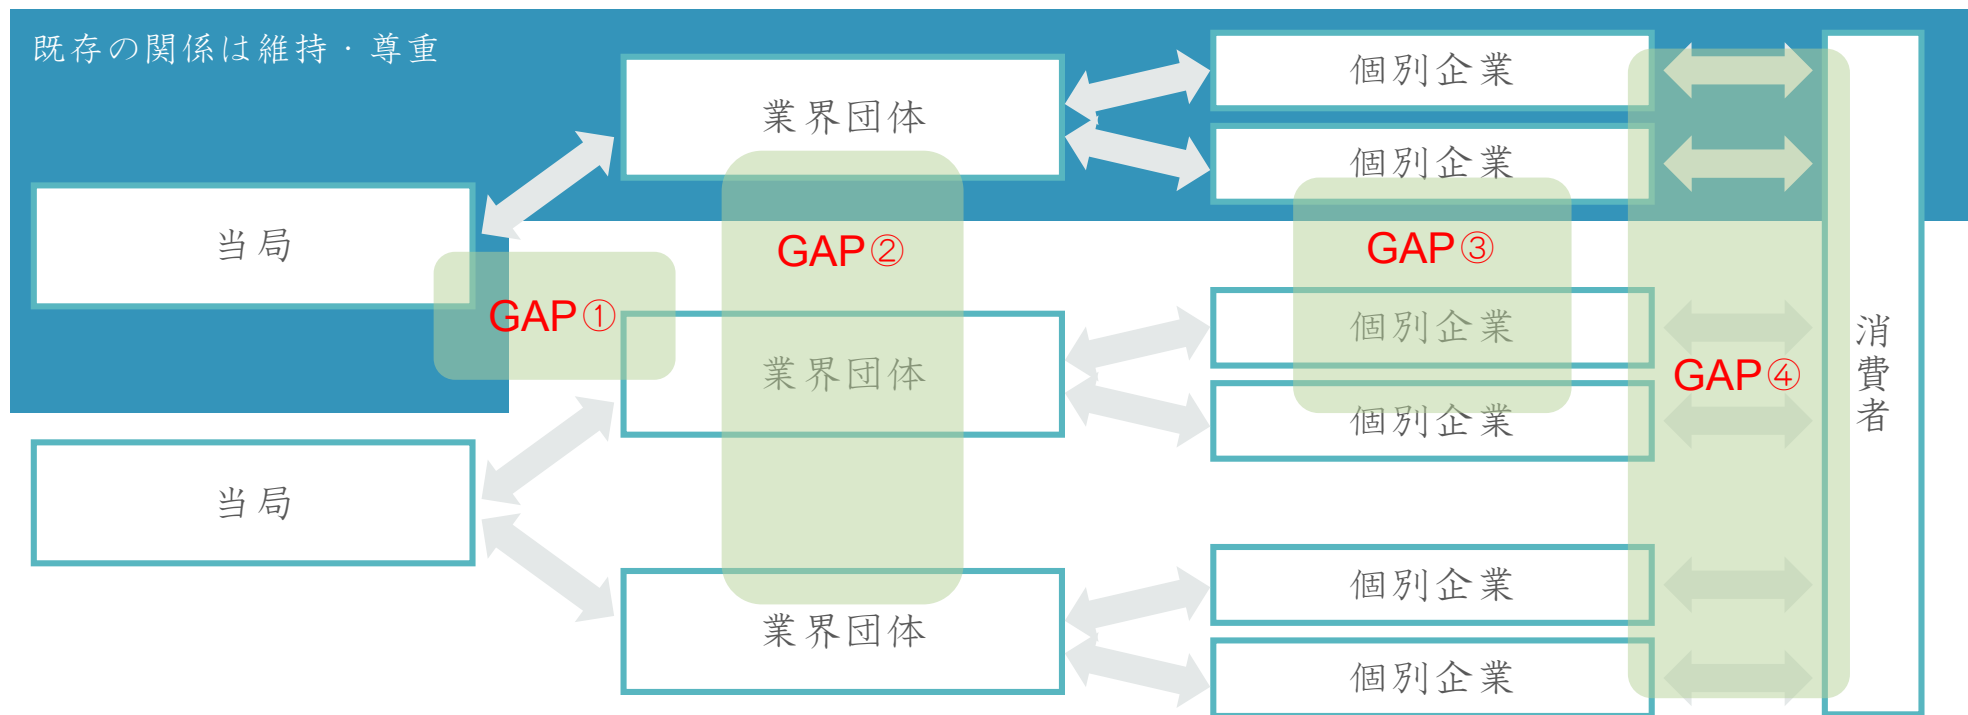 既存の関係は維持・尊重
当局
業界団体
個別企業
個別企業
GAP①
GAP②
GAP③
業界団体
個別企業
個別企業
GAP④
消費者
当局
業界団体
個別企業
個別企業